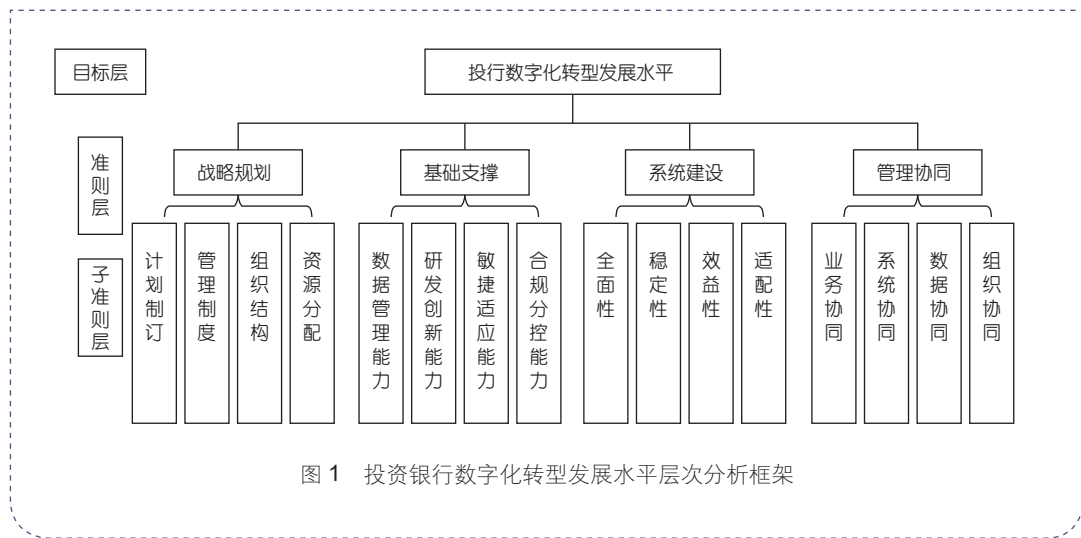 目标层
投行数字化转型发展水平
准则层
战略规划
基础支撑
系统建设
管理协同
子准则层
计划制订
管理制度
组织结构
资源分配
数据管理能力
研发创新能力
敏捷适应能力
合规分控能力
全面性
稳定性
效益性
适配性
业务协同
系统协同
数据协同
组织协同
图 1 投资银行数字化转型发展水平层次分析框架